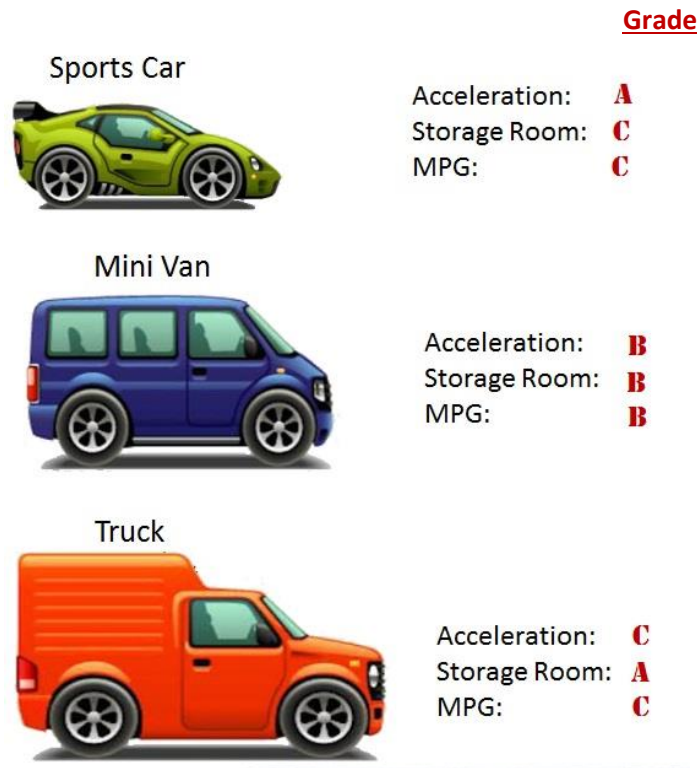 Grade
Sports Car
Acceleration: A
Storage Room: C
MPG: C
Mini Van
Acceleration: B
Storage Room: B
MPG: B
Truck
Acceleration: C
Storage Room: A
MPG: C